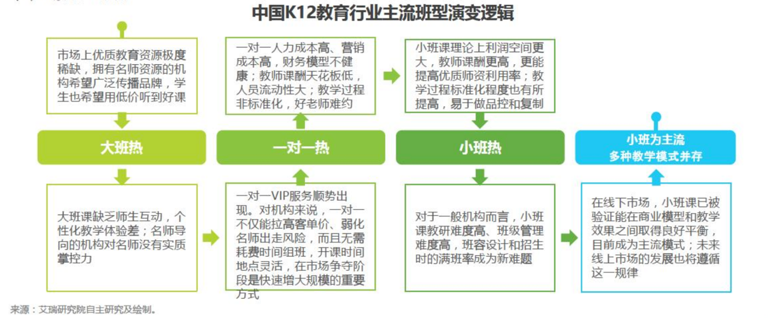 中国K12教育行业主流班型演变逻辑
市场上优质教育资源极度
稀缺，拥有名师资源的机
构希望广泛传播品牌，学
生也希望用低价听到好课
大班热
大班课缺乏师生互动，个
性化教学体验差；名师导
向的机构对名师没有实质
掌控力
一对一人力成本高、营销
成本高，财务模型不健
康；教师课酬天花板低，
人员流动性大；教学过程
非标准化，好老师难约
一对一热
一对一VIP服务顺势出
现。对机构来说，一对一
不仅能拉高客单价、弱化
名师出走风险，而且无需
耗费时间组班，开课时间
地点灵活，在市场争夺阶
段是快速增大规模的重要
方式
小班课理论上利润空间更
大，教师课酬更高，更能
提高优质师资利用率；教
学过程标准化程度也有所
提高，易于做品控和复制
小班热
对于一般机构而言，小班
课教研难度高、班级管理
难度高，班容设计和招生
时的满班率成为新难题
小班为主流
多种教学模式并存
在线下市场，小班课已被
验证能在商业模型和教学
效果之间取得良好平衡，
目前成为主流模式；未来
线上市场的发展也将遵循
这一规律
来源：艾瑞研究院自主研究及绘制。